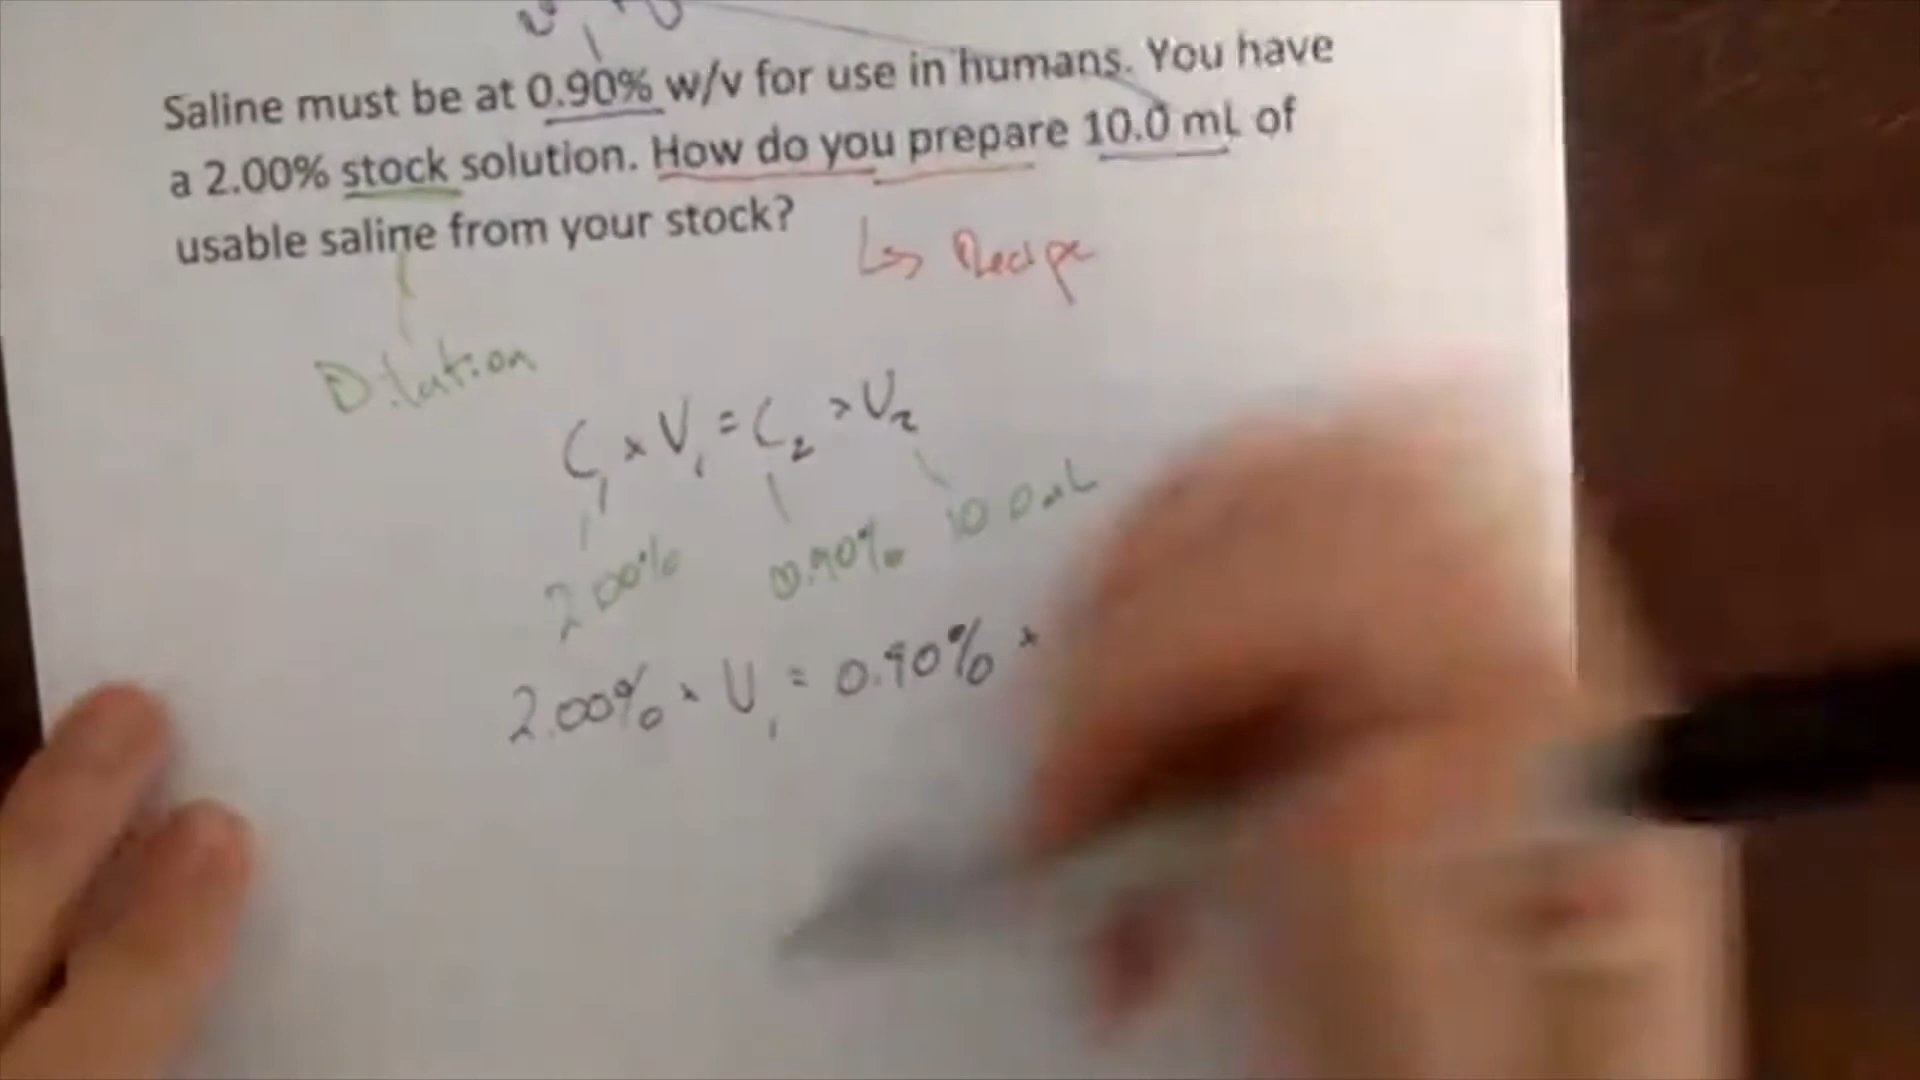 Saline must be at 0.90% w/v for use in humans. You have
a 2.00% stock solution. How do you prepare 10.0 mL of
usable saline from your stock?
↳ Recipe
Dilution
C₁ × V₁ = C₂ × V₂
2.00% 0.90% 10.0 mL
2.00% × V₁ = 0.90% ×